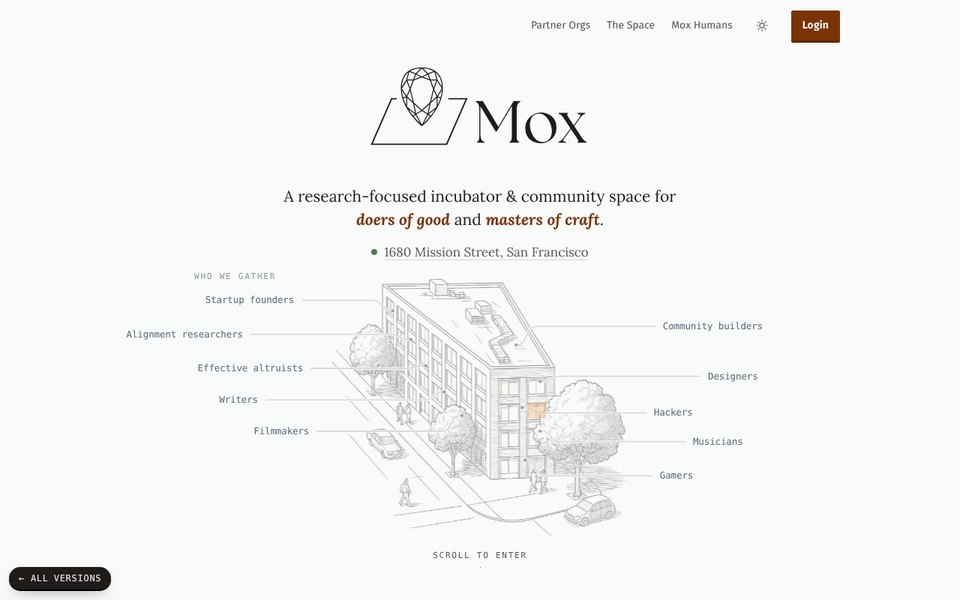 Partner Orgs The Space Mox Humans Login
Mox
A research-focused incubator & community space for
doers of good and masters of craft.
1680 Mission Street, San Francisco
WHO WE GATHER
Startup founders
Alignment researchers
Effective altruists
Writers
Filmmakers
Community builders
Designers
Hackers
Musicians
Gamers
SCROLL TO ENTER
← ALL VERSIONS